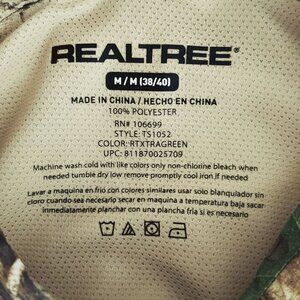 REALTREE®
M / M (38/40)
MADE IN CHINA / HECHO EN CHINA
100% POLYESTER
RN# 106699
STYLE: TS1052
COLOR: RTXTRAGREEN
UPC: 811870025709
Machine wash cold with like colors only non-chlorine bleach when
needed tumble dry low remove promptly cool iron,if needed
Lavar a maquina en frio con colores similares usar solo blanquidor sin
cloro cuando sea necesario secar en maquina a temperatura baja sacar
inmediatamente planchar con una plancha fria si es necesario